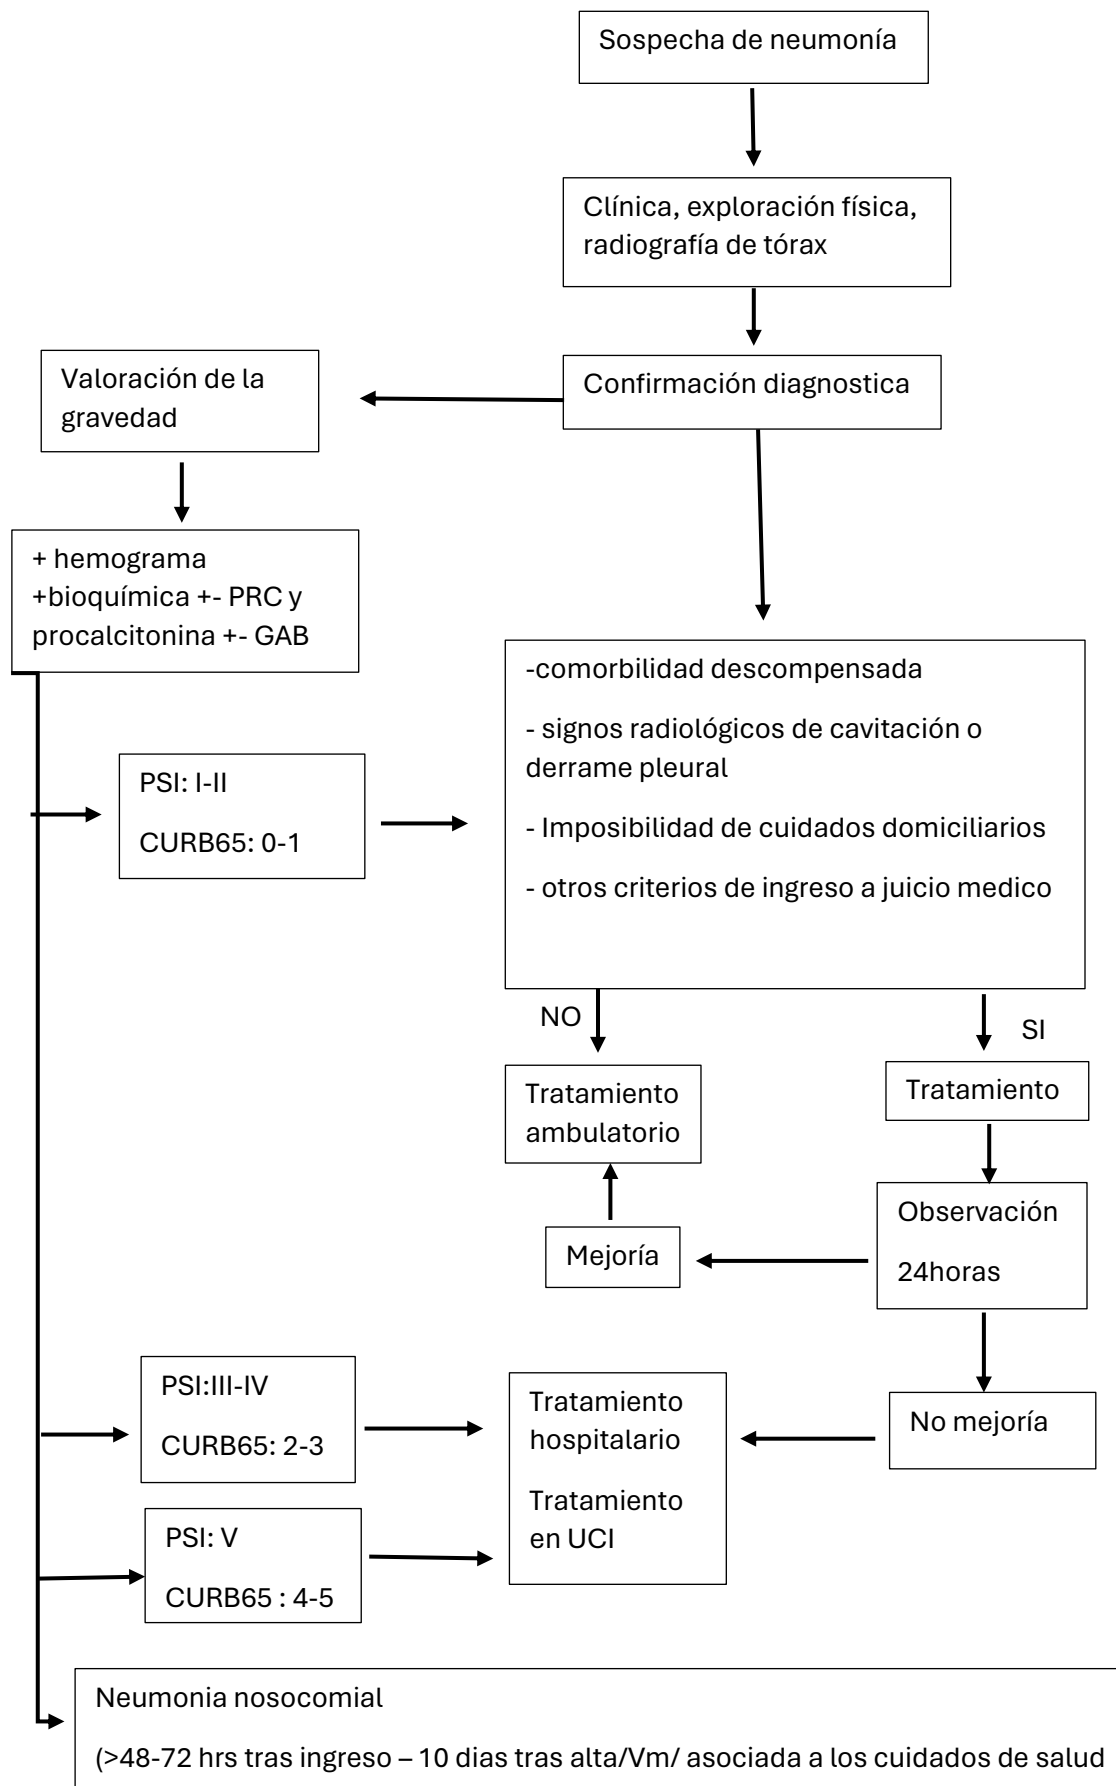 Sospecha de neumonía
Clínica, exploración física,
radiografía de tórax
Confirmación diagnostica
Valoración de la
gravedad
+ hemograma
+bioquímica +- PRC y
procalcitonina +- GAB
-comorbilidad descompensada
- signos radiológicos de cavitación o
derrame pleural
- Imposibilidad de cuidados domiciliarios
- otros criterios de ingreso a juicio medico
PSI: I-II
CURB65: 0-1
NO
SI
Tratamiento
ambulatorio
Tratamiento
Observación
24horas
Mejoría
No mejoría
PSI:III-IV
CURB65: 2-3
Tratamiento
hospitalario
Tratamiento
en UCI
PSI: V
CURB65 : 4-5
Neumonia nosocomial
(>48-72 hrs tras ingreso – 10 dias tras alta/Vm/ asociada a los cuidados de salud